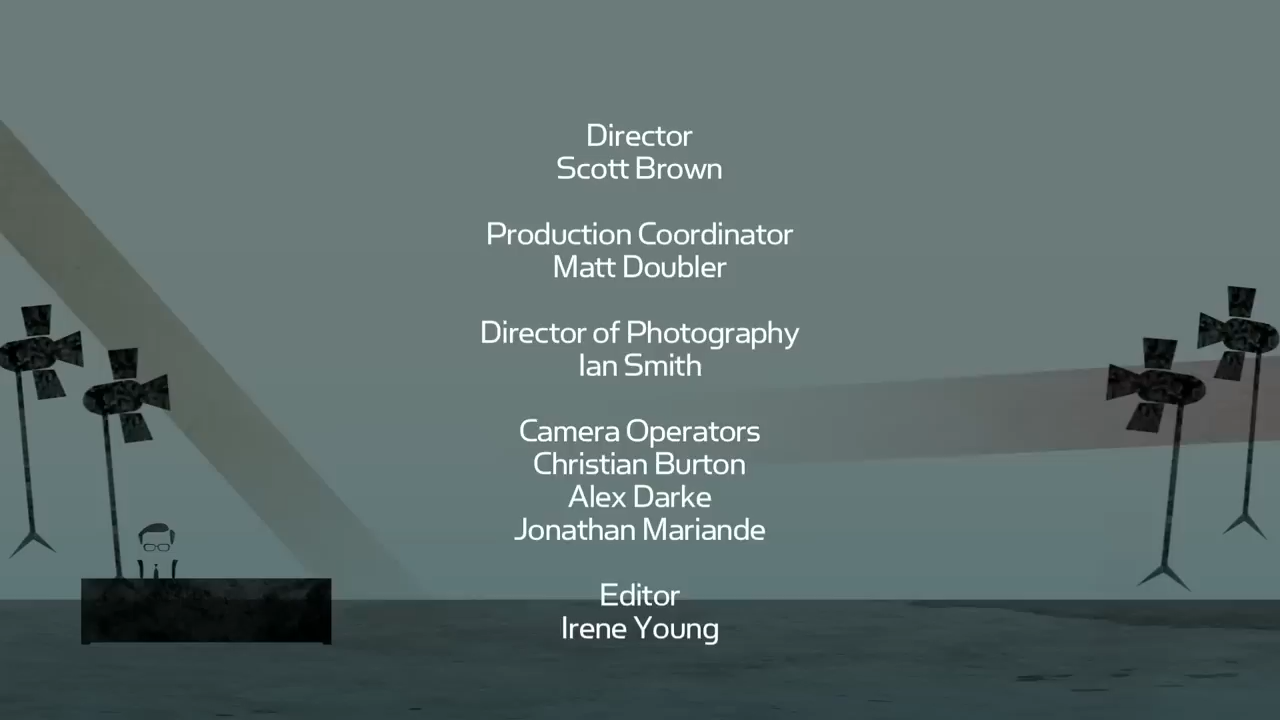 Director
Scott Brown
Production Coordinator
Matt Doubler
Director of Photography
Ian Smith
Camera Operators
Christian Burton
Alex Darke
Jonathan Mariande
Editor
Irene Young